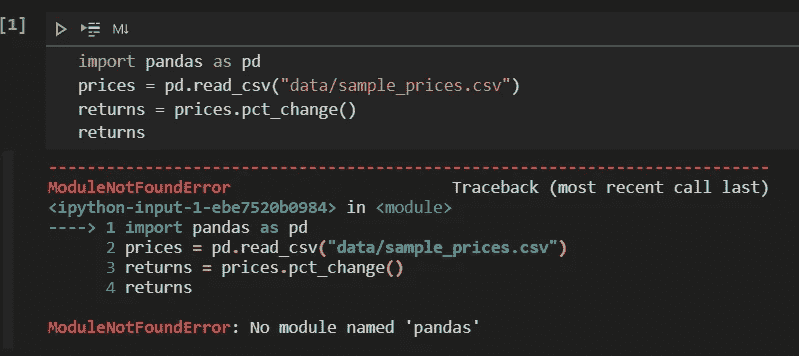 [1]
M↓
import pandas as pd
prices = pd.read_csv("data/sample_prices.csv")
returns = prices.pct_change()
returns
---------------------------------------------------------------------------
ModuleNotFoundError Traceback (most recent call last)
<ipython-input-1-ebe7520b0984> in <module>
----> 1 import pandas as pd
2 prices = pd.read_csv("data/sample_prices.csv")
3 returns = prices.pct_change()
4 returns
ModuleNotFoundError: No module named 'pandas'